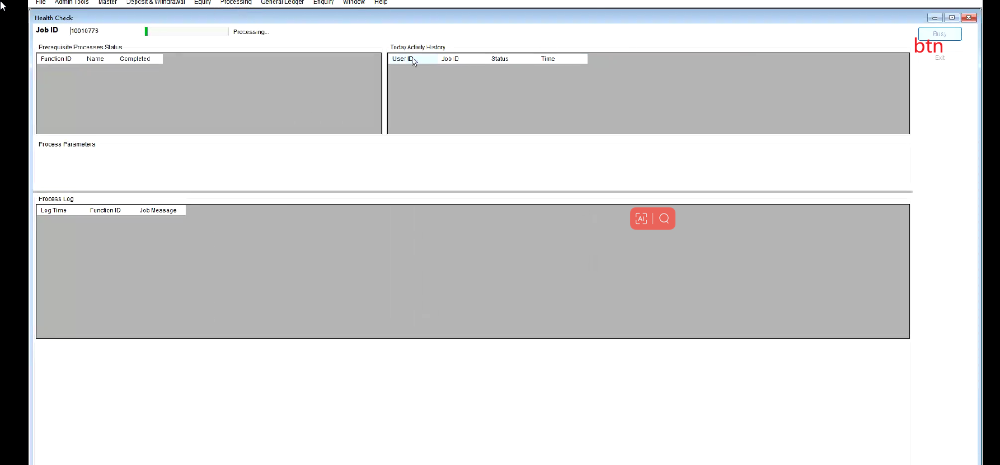 File Admin Tools Master Deposit & Withdrawal Equity Processing General Ledger Enquiry Window Help
Health Check
Job ID 10010776 Processing... Busy
btn
Prerequisite Processes Status Today Activity History
Function ID Name Completed User ID Job ID Status Time Exit
Process Parameters
Process Log
Log Time Function ID Job Message
AI